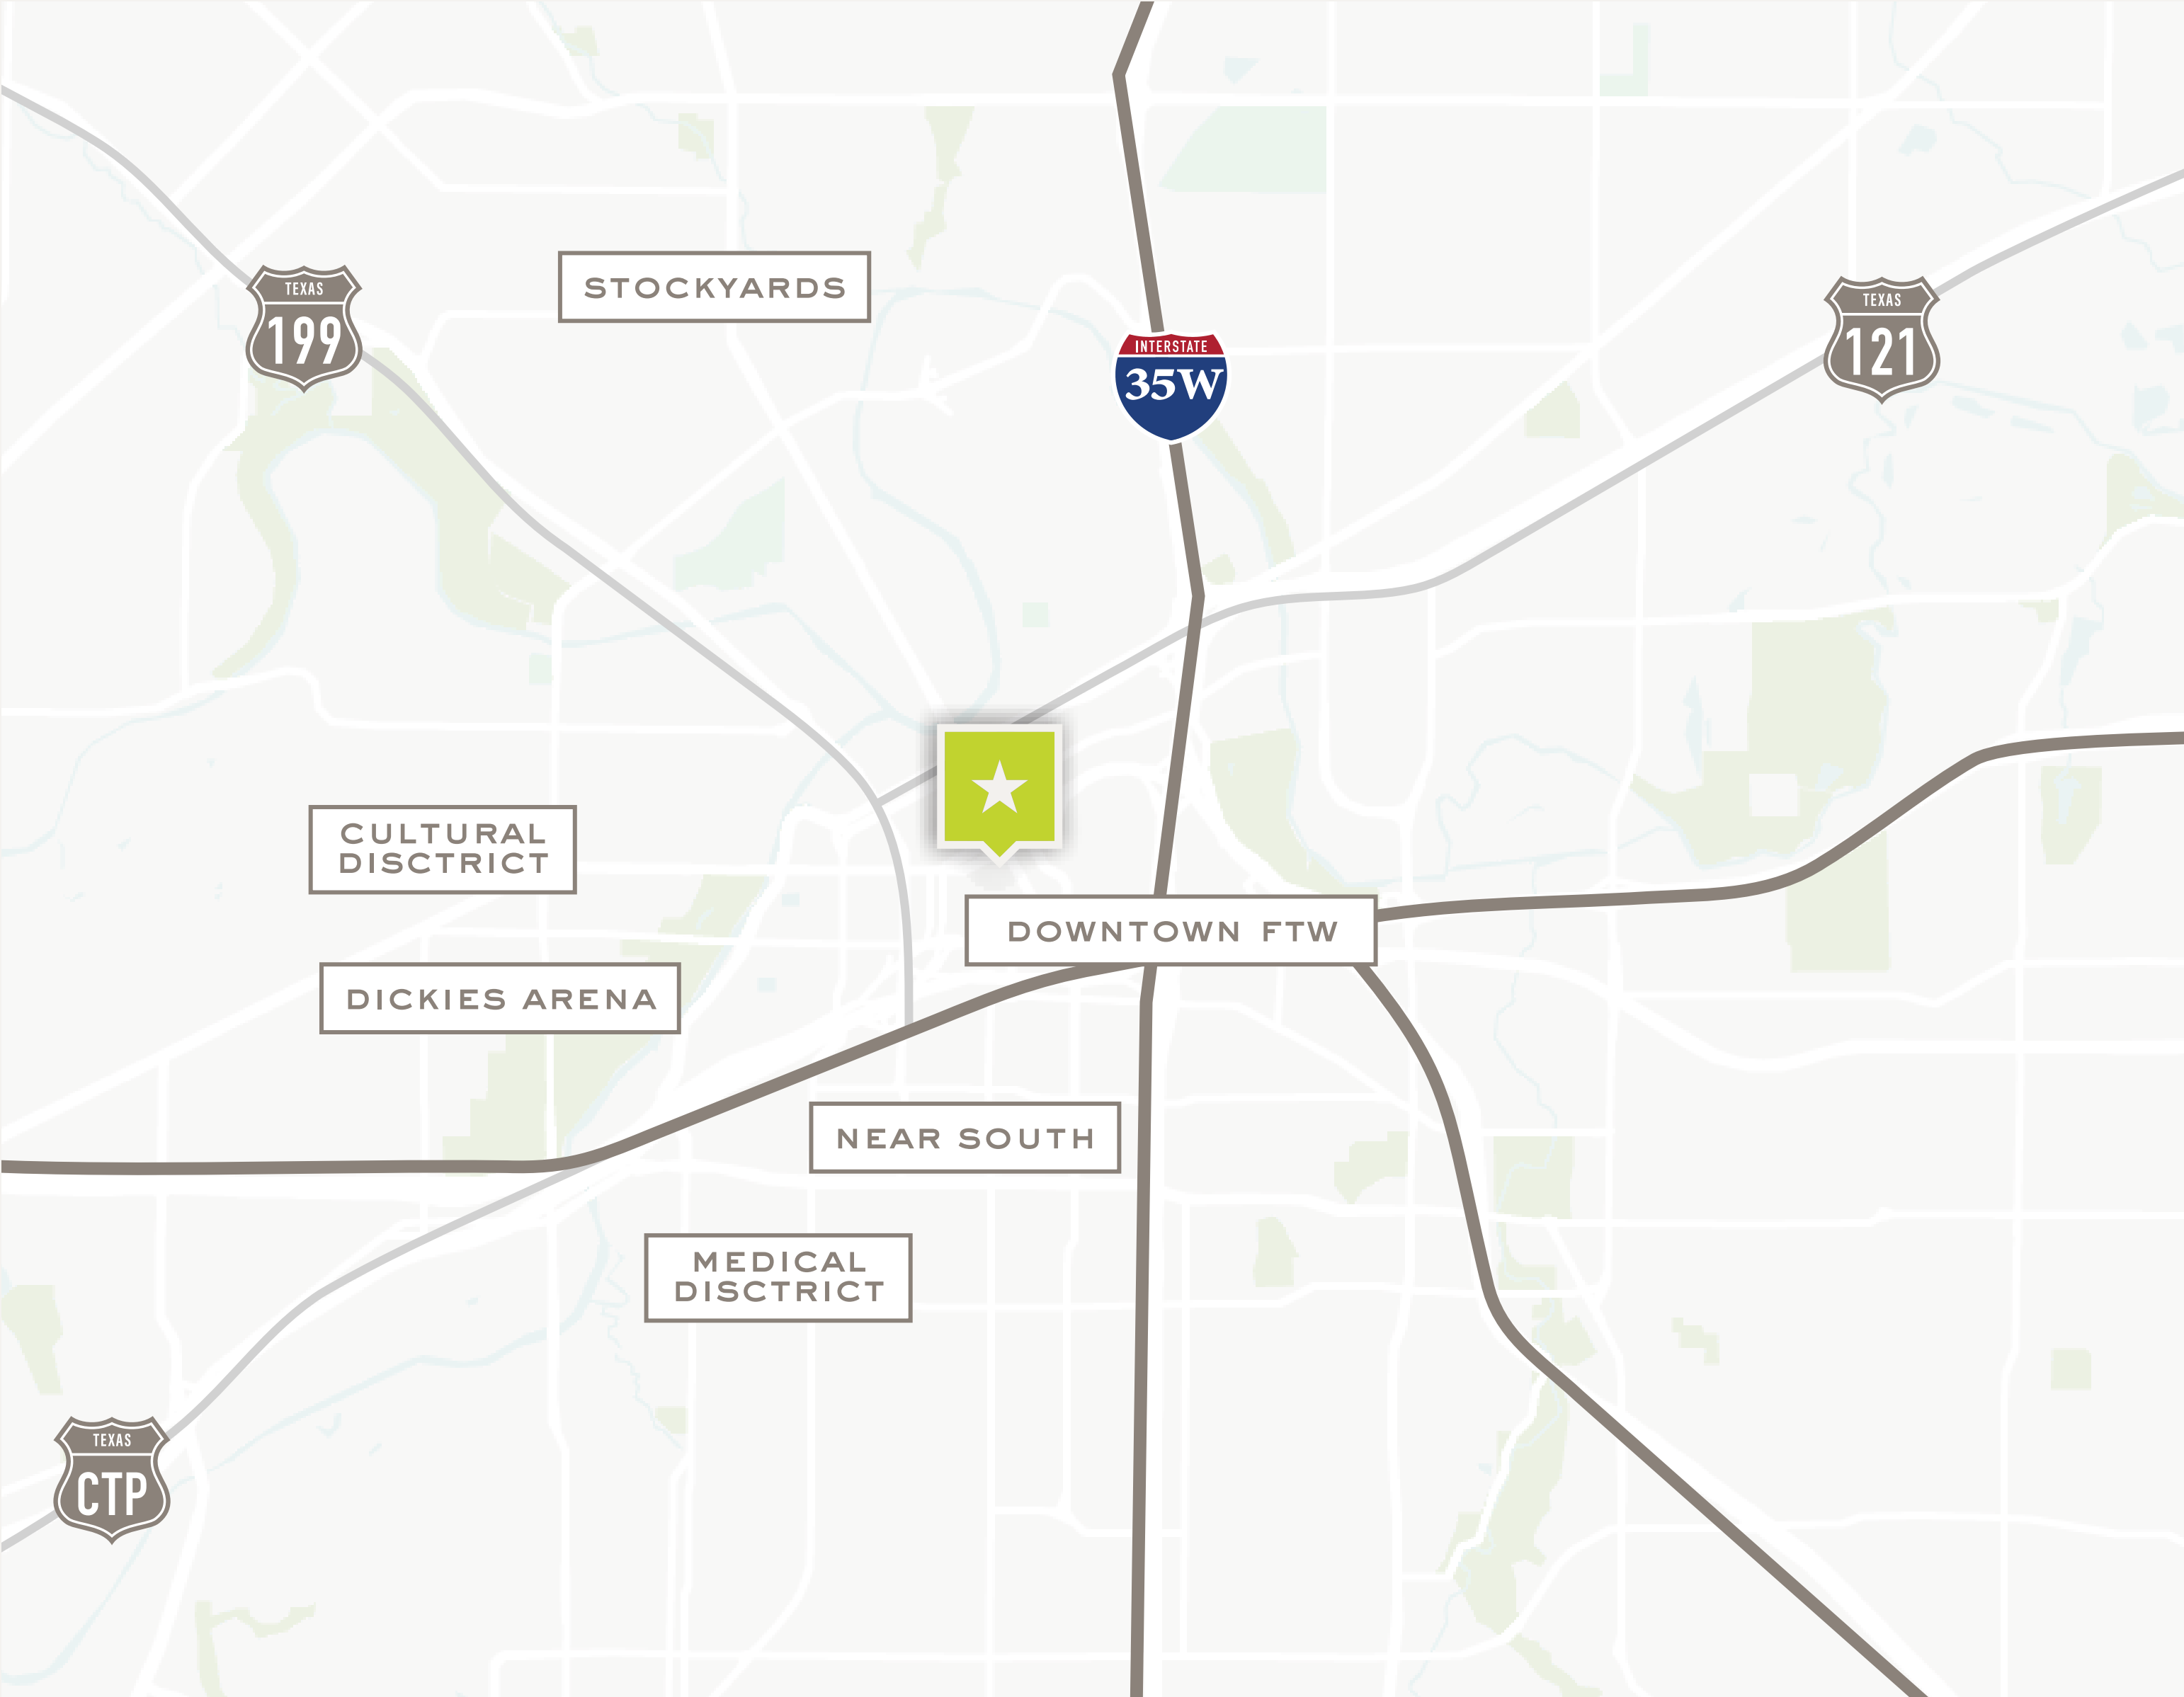 STOCKYARDS
TEXAS
199
INTERSTATE
35W
TEXAS
121
CULTURAL
DISCTRICT
DOWNTOWN FTW
DICKIES ARENA
NEAR SOUTH
MEDICAL
DISCTRICT
TEXAS
CTP